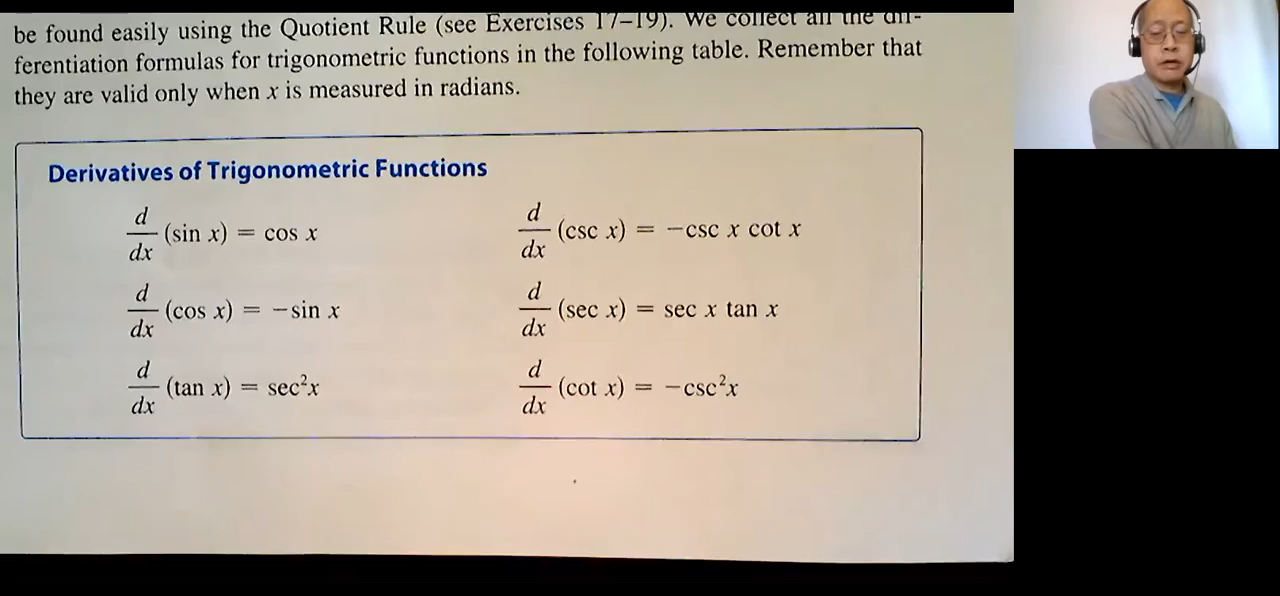 be found easily using the Quotient Rule (see Exercises 17–19). We collect all the dif-
ferentiation formulas for trigonometric functions in the following table. Remember that
they are valid only when x is measured in radians.
Derivatives of Trigonometric Functions
d/dx (sin x) = cos x
d/dx (csc x) = −csc x cot x
d/dx (cos x) = −sin x
d/dx (sec x) = sec x tan x
d/dx (tan x) = sec²x
d/dx (cot x) = −csc²x